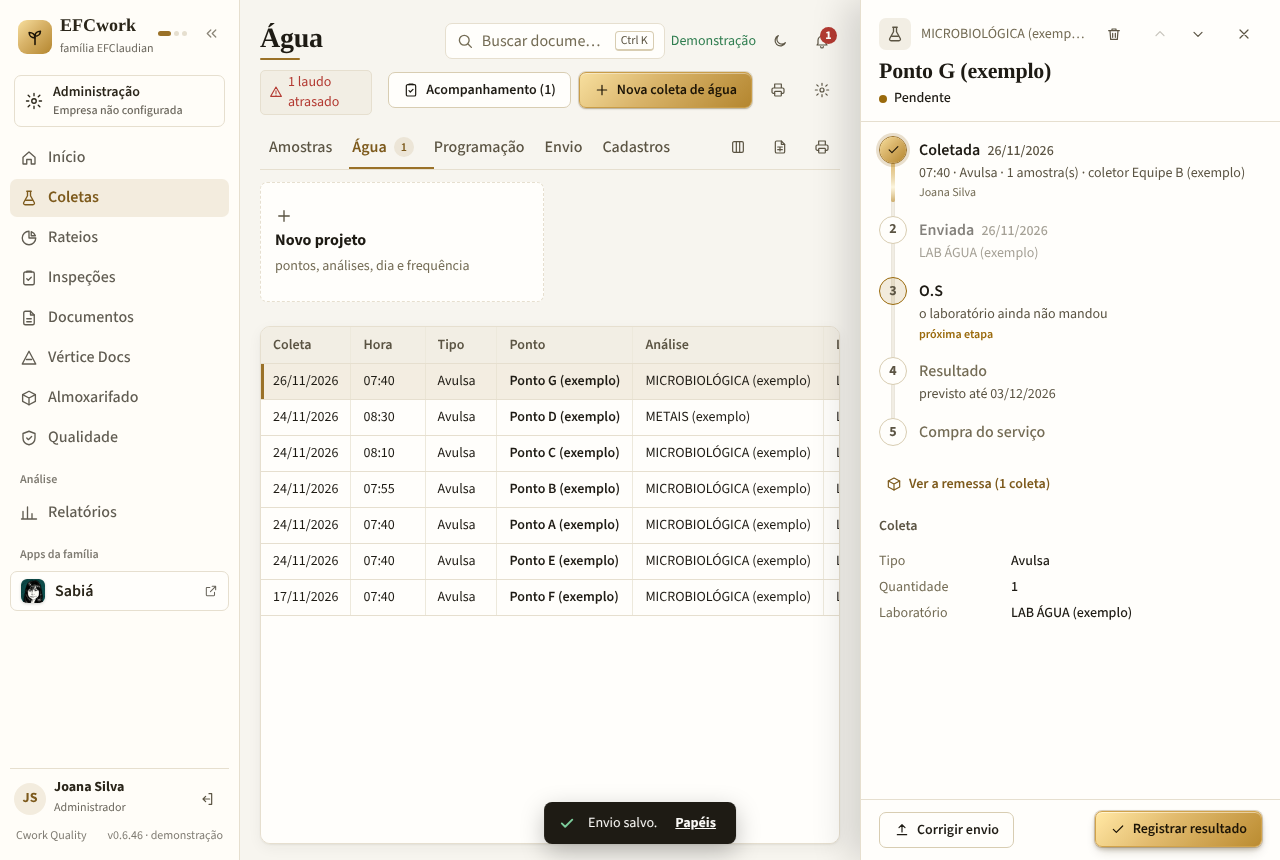 EFCwork
família EFClaudian
Administração
Empresa não configurada
Início
Coletas
Rateios
Inspeções
Documentos
Vértice Docs
Almoxarifado
Qualidade
Análise
Relatórios
Apps da família
Sabiá
JS
Joana Silva
Administrador
Cwork Quality
v0.6.46 · demonstração
Água
Buscar docume…
Ctrl K
Demonstração
1
1 laudo
atrasado
Acompanhamento (1)
Nova coleta de água
Amostras
Água 1
Programação
Envio
Cadastros
Novo projeto
pontos, análises, dia e frequência
Coleta Hora Tipo Ponto Análise
26/11/2026 07:40 Avulsa Ponto G (exemplo) MICROBIOLÓGICA (exemplo)
24/11/2026 08:30 Avulsa Ponto D (exemplo) METAIS (exemplo)
24/11/2026 08:10 Avulsa Ponto C (exemplo) MICROBIOLÓGICA (exemplo)
24/11/2026 07:55 Avulsa Ponto B (exemplo) MICROBIOLÓGICA (exemplo)
24/11/2026 07:40 Avulsa Ponto A (exemplo) MICROBIOLÓGICA (exemplo)
24/11/2026 07:40 Avulsa Ponto E (exemplo) MICROBIOLÓGICA (exemplo)
17/11/2026 07:40 Avulsa Ponto F (exemplo) MICROBIOLÓGICA (exemplo)
Envio salvo. Papéis
MICROBIOLÓGICA (exemp…
Ponto G (exemplo)
Pendente
Coletada 26/11/2026
07:40 · Avulsa · 1 amostra(s) · coletor Equipe B (exemplo)
Joana Silva
2 Enviada 26/11/2026
LAB ÁGUA (exemplo)
3 O.S
o laboratório ainda não mandou
próxima etapa
4 Resultado
previsto até 03/12/2026
5 Compra do serviço
Ver a remessa (1 coleta)
Coleta
Tipo Avulsa
Quantidade 1
Laboratório LAB ÁGUA (exemplo)
Corrigir envio
Registrar resultado